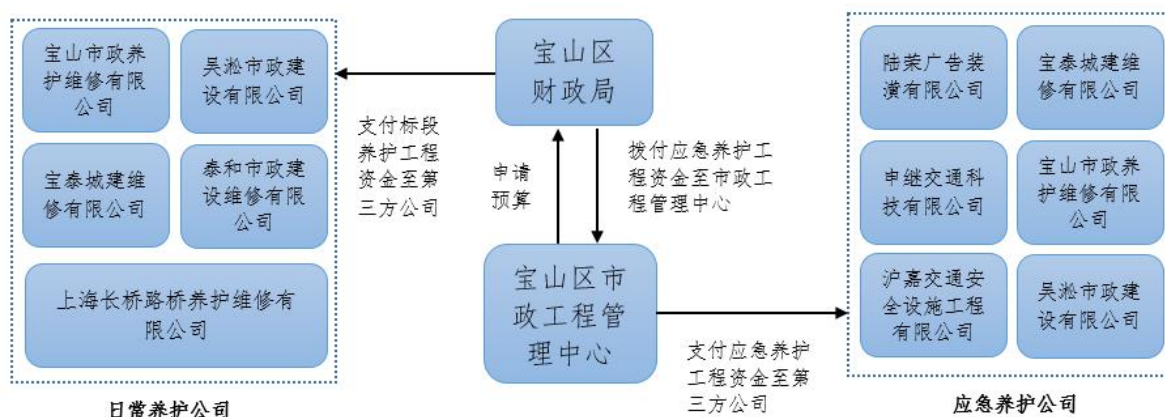 宝山市政养
护维修有限
公司
吴淞市政建
设有限公司
宝泰城建维
修有限公司
泰和市政建
设维修有限
公司
上海长桥路桥养护维修有
限公司
日常养护公司
支付标段
养护工程
资金至第
三方公司
宝山区
财政局
申请
预算
拨付应急养护工
程资金至市政工
程管理中心
宝山区市
政工程管
理中心
支付应急养护
工程资金至第
三方公司
陆荣广告装
潢有限公司
宝泰城建维
修有限公司
申继交通科
技有限公司
宝山市政养
护维修有限
公司
沪嘉交通安
全设施工程
有限公司
吴淞市政建
设有限公司
应急养护公司